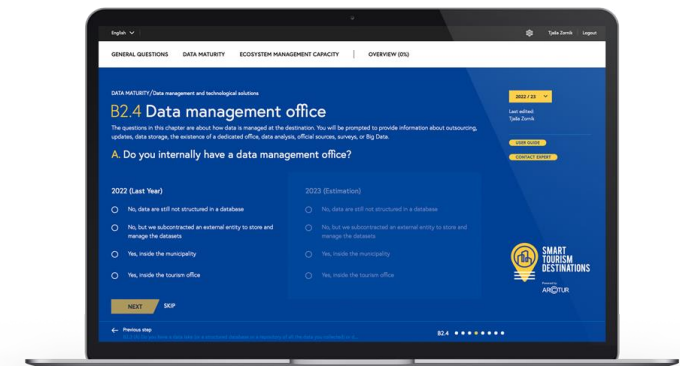 English
Tjaša Zornik
Logout
GENERAL QUESTIONS
DATA MATURITY
ECOSYSTEM MANAGEMENT CAPACITY
OVERVIEW (0%)
DATA MATURITY/Data management and technological solutions
B2.4 Data management office
The questions in this chapter are about how data is managed at the destination. You will be prompted to provide information about outsourcing,
updates, data storage, the existence of a dedicated office, data analysis, official sources, surveys, or Big Data.
A. Do you internally have a data management office?
2022 / 23
Last edited:
Tjaša Zornik
USER GUIDE
CONTACT EXPERT
2022 (Last Year)
No, data are still not structured in a database
No, but we subcontracted an external entity to store and
manage the datasets
Yes, inside the municipality
Yes, inside the tourism office
2023 (Estimation)
No, data are still not structured in a database
No, but we subcontracted an external entity to store and
manage the datasets
Yes, inside the municipality
Yes, inside the tourism office
SMART
TOURISM
DESTINATIONS
Powered by
ARCTUR
NEXT
SKIP
Previous step
B2.4